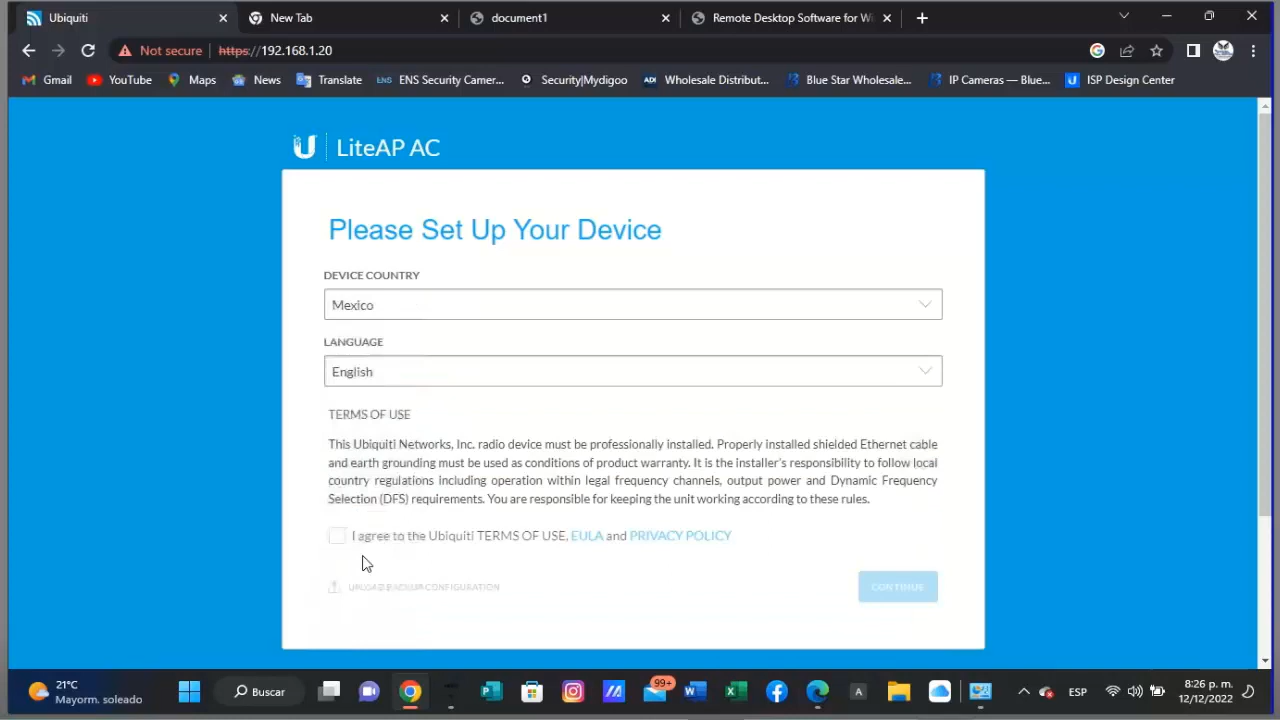 Ubiquiti
New Tab
document1
Remote Desktop Software for Wi
Not secure
https://192.168.1.20
Gmail
YouTube
Maps
News
Translate
ENS Security Camer...
Security|Mydigoo
Wholesale Distribut...
Blue Star Wholesale...
IP Cameras — Blue...
ISP Design Center
LiteAP AC
Please Set Up Your Device
DEVICE COUNTRY
Mexico
LANGUAGE
English
TERMS OF USE
This Ubiquiti Networks, Inc. radio device must be professionally installed. Properly installed shielded Ethernet cable
and earth grounding must be used as conditions of product warranty. It is the installer's responsibility to follow local
country regulations including operation within legal frequency channels, output power and Dynamic Frequency
Selection (DFS) requirements. You are responsible for keeping the unit working according to these rules.
I agree to the Ubiquiti TERMS OF USE, EULA and PRIVACY POLICY
UPLOAD BACKUP CONFIGURATION
CONTINUE
21°C
Mayorm. soleado
Buscar
99+
ESP
8:26 p. m.
12/12/2022